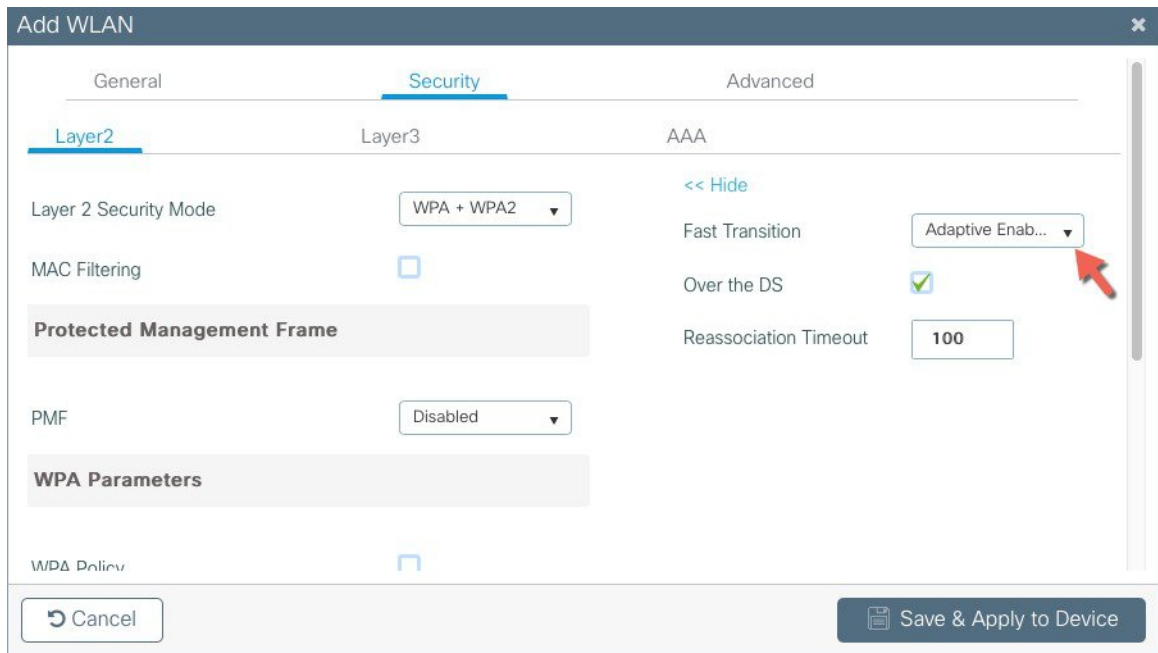 Add WLAN
General
Security
Advanced
Layer2
Layer3
AAA
Layer 2 Security Mode
WPA + WPA2
MAC Filtering
Protected Management Frame
PMF
Disabled
WPA Parameters
WPA Policy
<< Hide
Fast Transition
Adaptive Enab...
Over the DS
Reassociation Timeout
100
Cancel
Save & Apply to Device